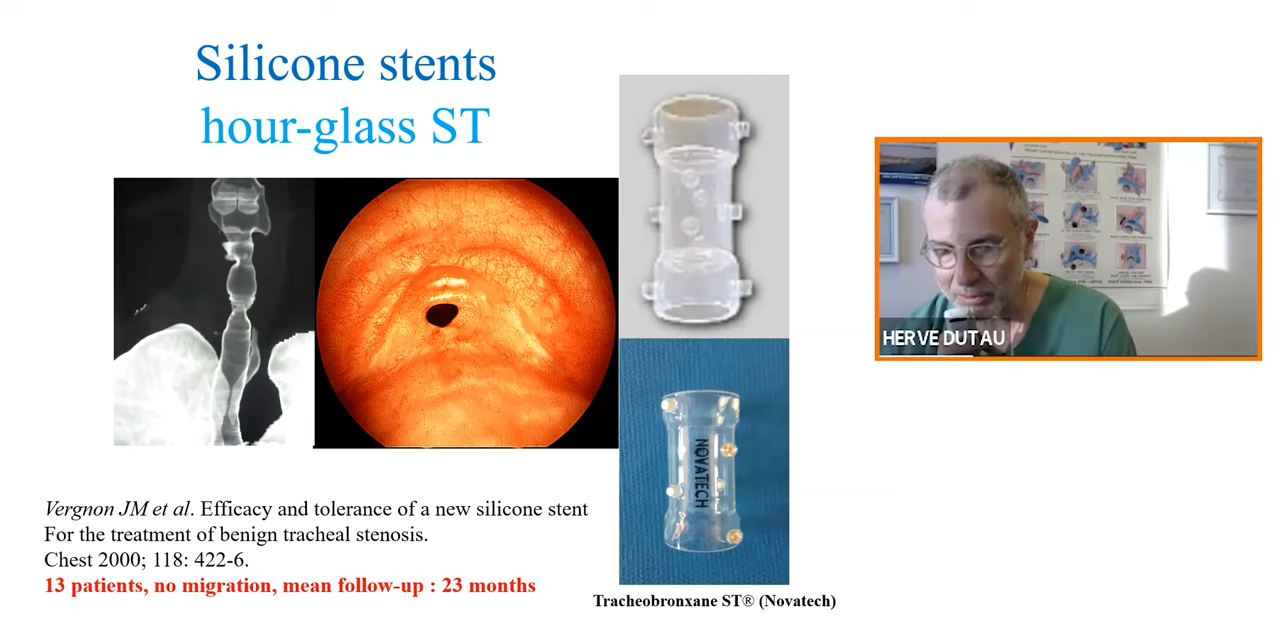 Silicone stents
hour-glass ST
NOVATECH
HERVE DUTAU
Vergnon JM et al. Efficacy and tolerance of a new silicone stent
For the treatment of benign tracheal stenosis.
Chest 2000; 118: 422-6.
13 patients, no migration, mean follow-up : 23 months
Tracheobronxane ST® (Novatech)